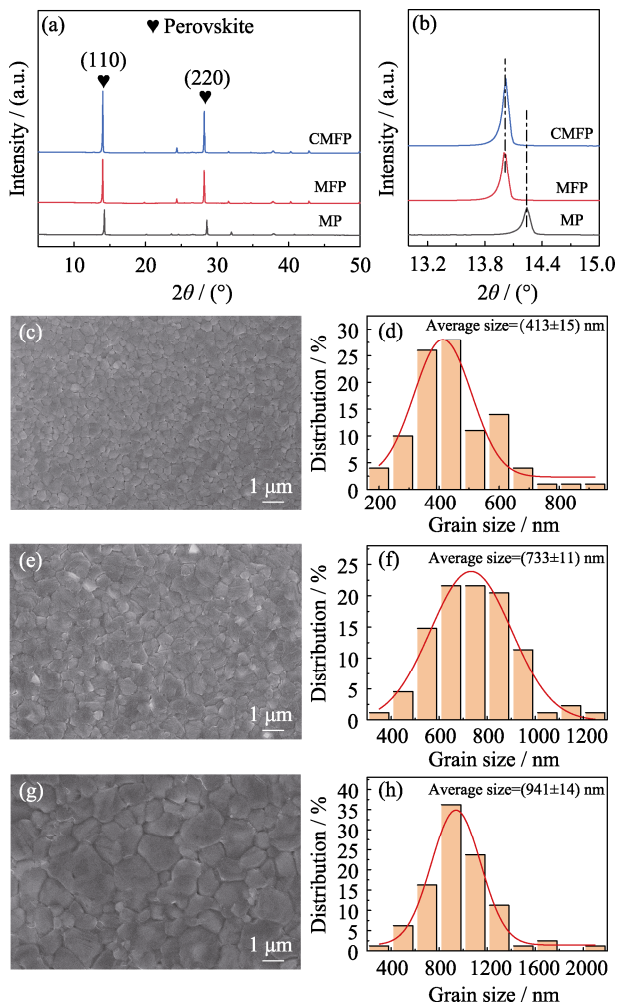 (a)
♥ Perovskite
(110)
♥
(220)
♥
CMFP
MFP
MP
Intensity / (a.u.)
10 20 30 40 50
2θ / (°)
(b)
CMFP
MFP
MP
Intensity / (a.u.)
13.2 13.8 14.4 15.0
2θ / (°)
(c)
1 μm
(d)
Average size=(413±15) nm
Distribution / %
30
25
20
15
10
5
0
200 400 600 800
Grain size / nm
(e)
1 μm
(f)
Average size=(733±11) nm
Distribution / %
25
20
15
10
5
0
400 600 800 1000 1200
Grain size / nm
(g)
1 μm
(h)
Average size=(941±14) nm
Distribution / %
40
35
30
25
20
15
10
5
0
400 800 1200 1600 2000
Grain size / nm